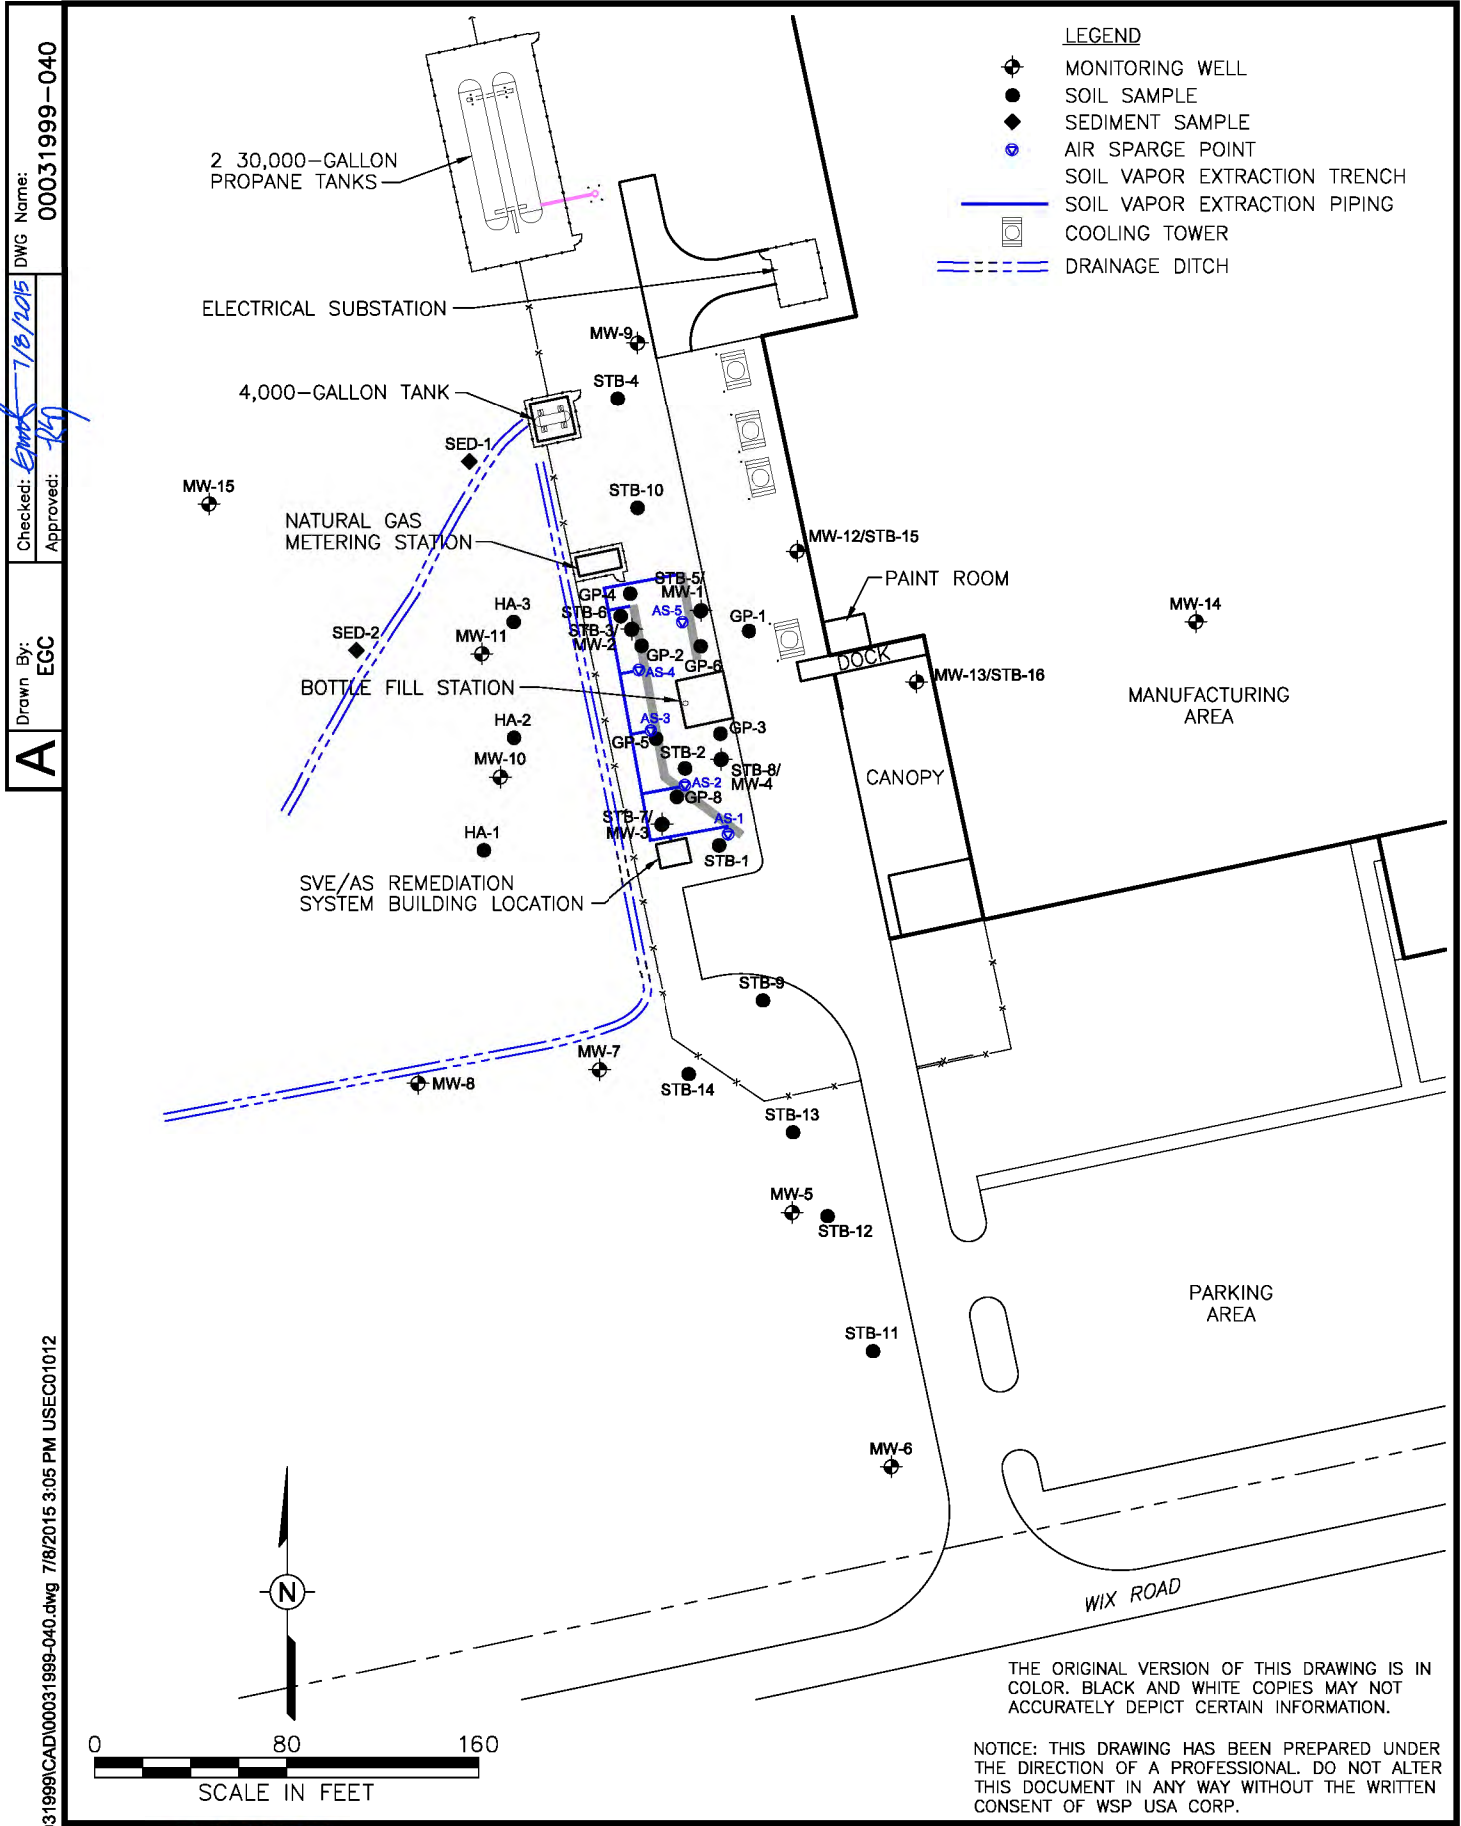 LEGEND
MONITORING WELL
SOIL SAMPLE
SEDIMENT SAMPLE
AIR SPARGE POINT
SOIL VAPOR EXTRACTION TRENCH
SOIL VAPOR EXTRACTION PIPING
COOLING TOWER
DRAINAGE DITCH
DWG Name:
00031999-040
Checked:
7/8/2015
Approved:
Drawn By:
EGC
A
31999\CAD\00031999-040.dwg 7/8/2015 3:05 PM USEC01012
2 30,000-GALLON
PROPANE TANKS
ELECTRICAL SUBSTATION
MW-9
4,000-GALLON TANK
STB-4
SED-1
MW-15
STB-10
NATURAL GAS
METERING STATION
MW-12/STB-15
PAINT ROOM
STB-5/
MW-1
GP-4
HA-3
STB-6
AS-5
GP-1
MW-14
SED-2
MW-11
STB-3/
MW-2
GP-2
GP-6
DOCK
AS-4
MW-13/STB-16
BOTTLE FILL STATION
MANUFACTURING
AREA
HA-2
AS-3
GP-3
GP-5
MW-10
STB-2
STB-8/
MW-4
AS-2
CANOPY
GP-8
STB-7/
MW-3
AS-1
HA-1
STB-1
SVE/AS REMEDIATION
SYSTEM BUILDING LOCATION
STB-9
MW-7
MW-8
STB-14
STB-13
MW-5
STB-12
PARKING
AREA
STB-11
MW-6
N
WIX ROAD
THE ORIGINAL VERSION OF THIS DRAWING IS IN
COLOR. BLACK AND WHITE COPIES MAY NOT
ACCURATELY DEPICT CERTAIN INFORMATION.
0 80 160
SCALE IN FEET
NOTICE: THIS DRAWING HAS BEEN PREPARED UNDER
THE DIRECTION OF A PROFESSIONAL. DO NOT ALTER
THIS DOCUMENT IN ANY WAY WITHOUT THE WRITTEN
CONSENT OF WSP USA CORP.